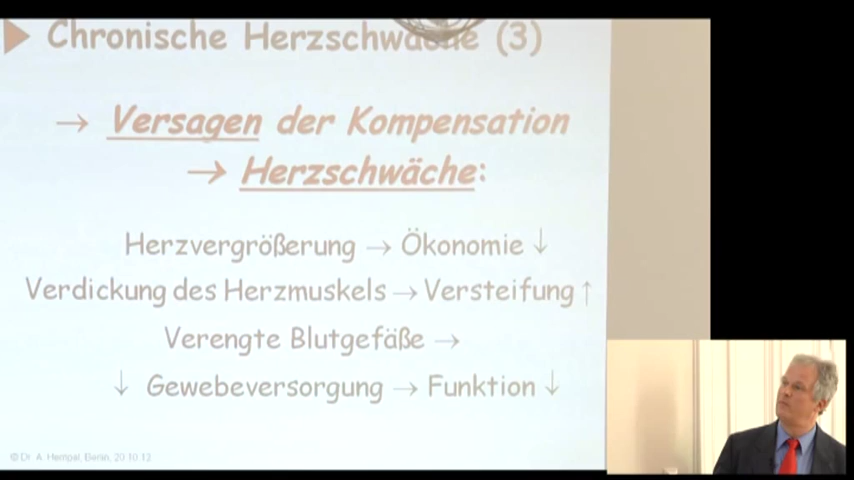 Chronische Herzschwäche (3)
→ Versagen der Kompensation
→ Herzschwäche:
Herzvergrößerung → Ökonomie ↓
Verdickung des Herzmuskels → Versteifung ↑
Verengte Blutgefäße →
↓ Gewebeversorgung → Funktion ↓
© Dr. A. Hempel, Berlin, 20.10.12